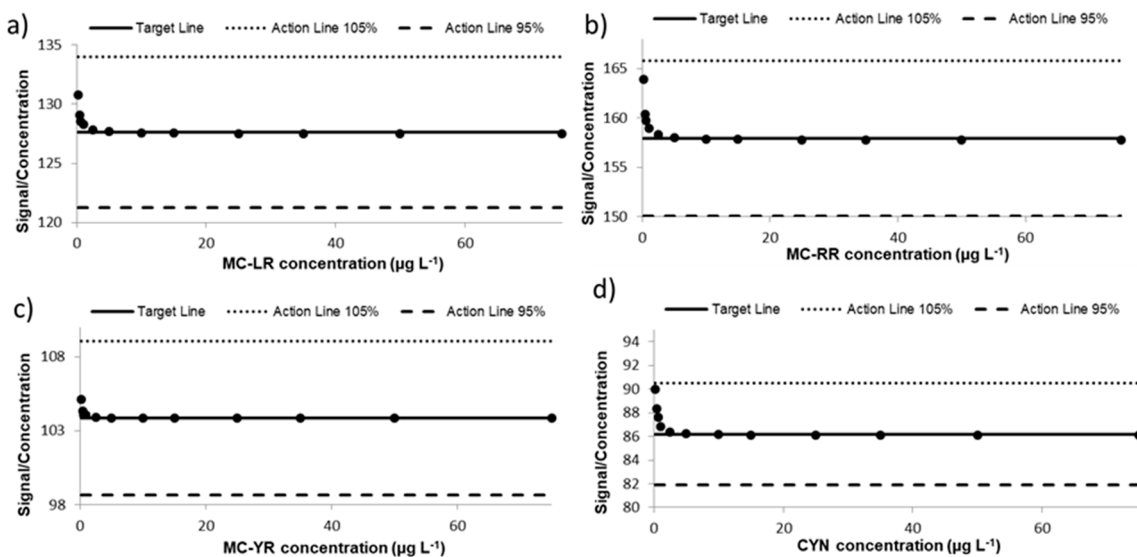 a)
Target Line Action Line 105% Action Line 95%
135
130
125
120
Signal/Concentration
0 20 40 60
MC-LR concentration (µg L⁻¹)
b)
Target Line Action Line 105% Action Line 95%
165
160
155
150
Signal/Concentration
0 20 40 60
MC-RR concentration (µg L⁻¹)
c)
Target Line Action Line 105% Action Line 95%
108
103
98
Signal/Concentration
0 20 40 60
MC-YR concentration (µg L⁻¹)
d)
Target Line Action Line 105% Action Line 95%
94
92
90
88
86
84
82
80
Signal/Concentration
0 20 40 60
CYN concentration (µg L⁻¹)